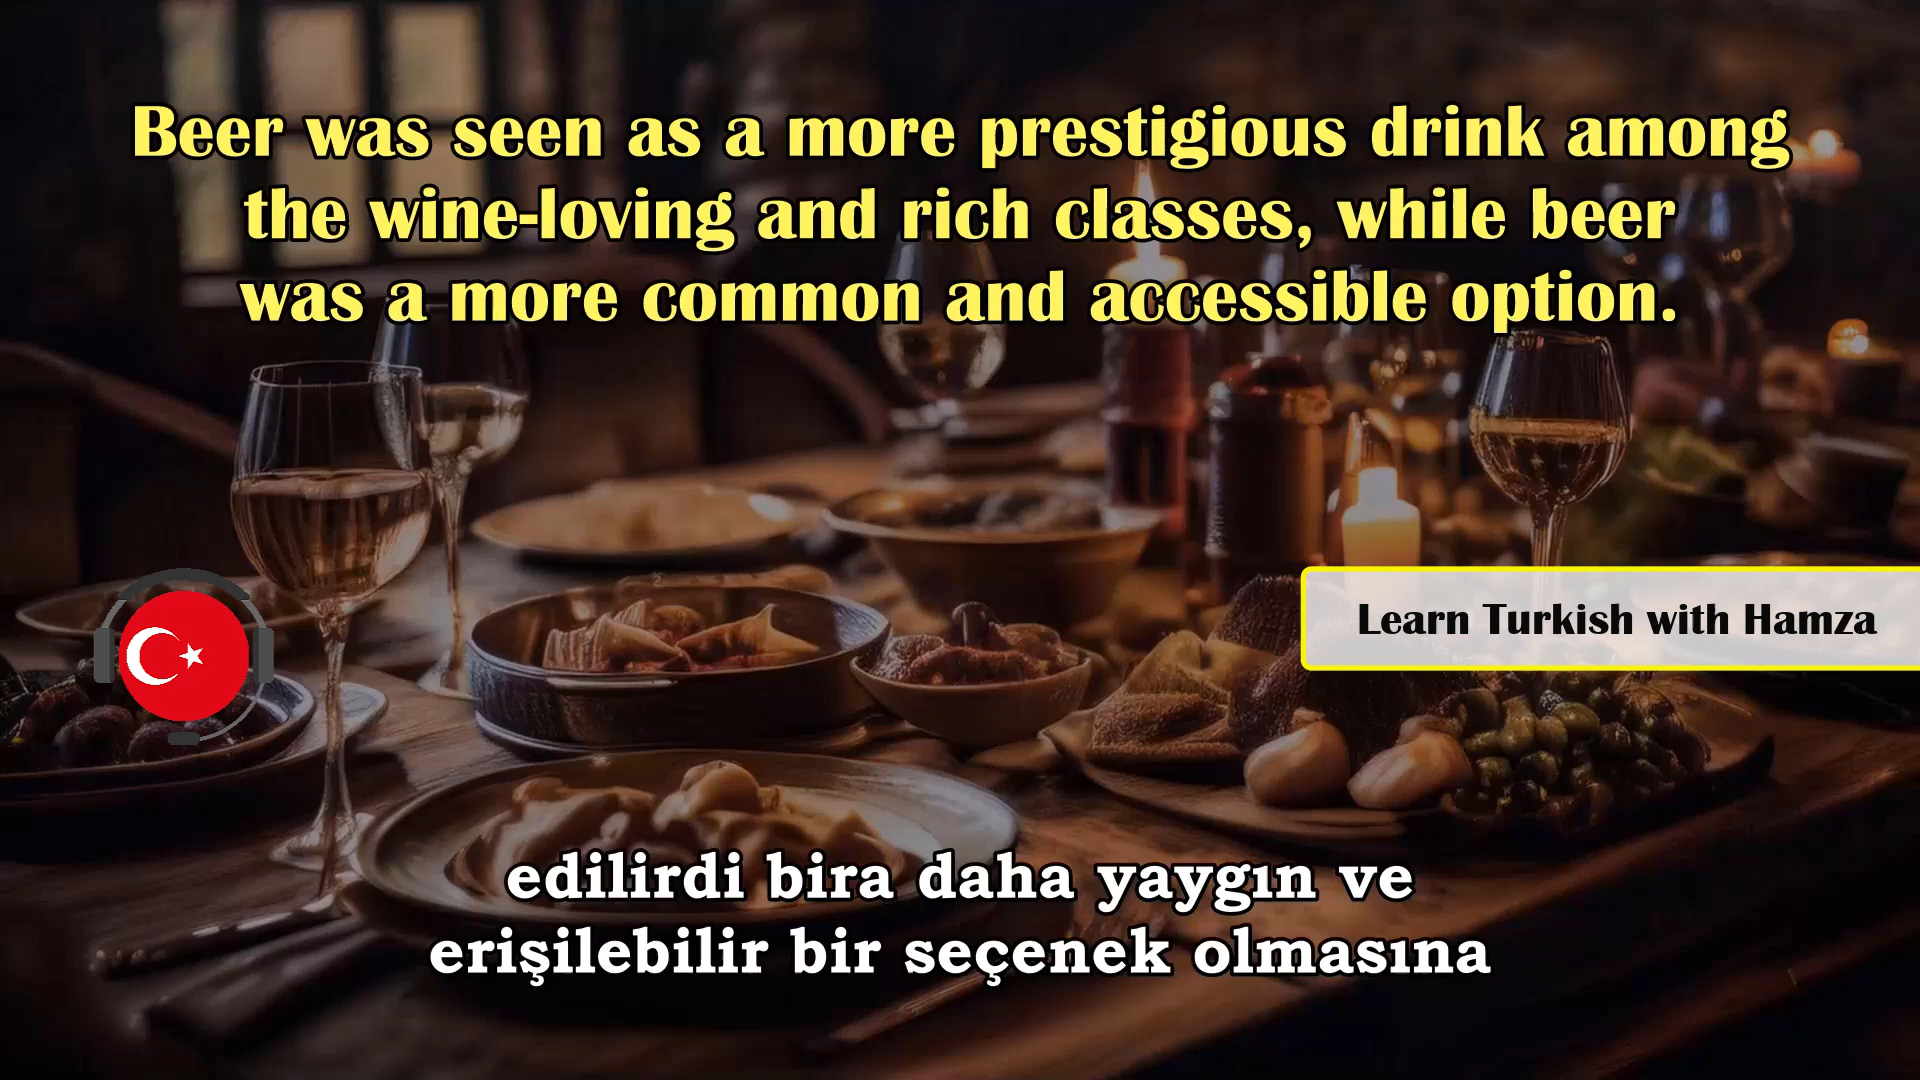 Beer was seen as a more prestigious drink among
the wine-loving and rich classes, while beer
was a more common and accessible option.
Learn Turkish with Hamza
edilirdi bira daha yaygın ve
erişilebilir bir seçenek olmasına